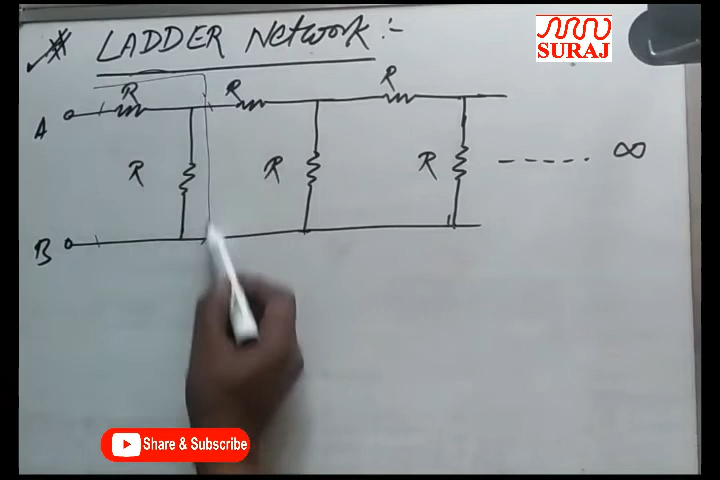 LADDER Network :-
SURAJ
R R R
A
R R R ∞
B
Share & Subscribe